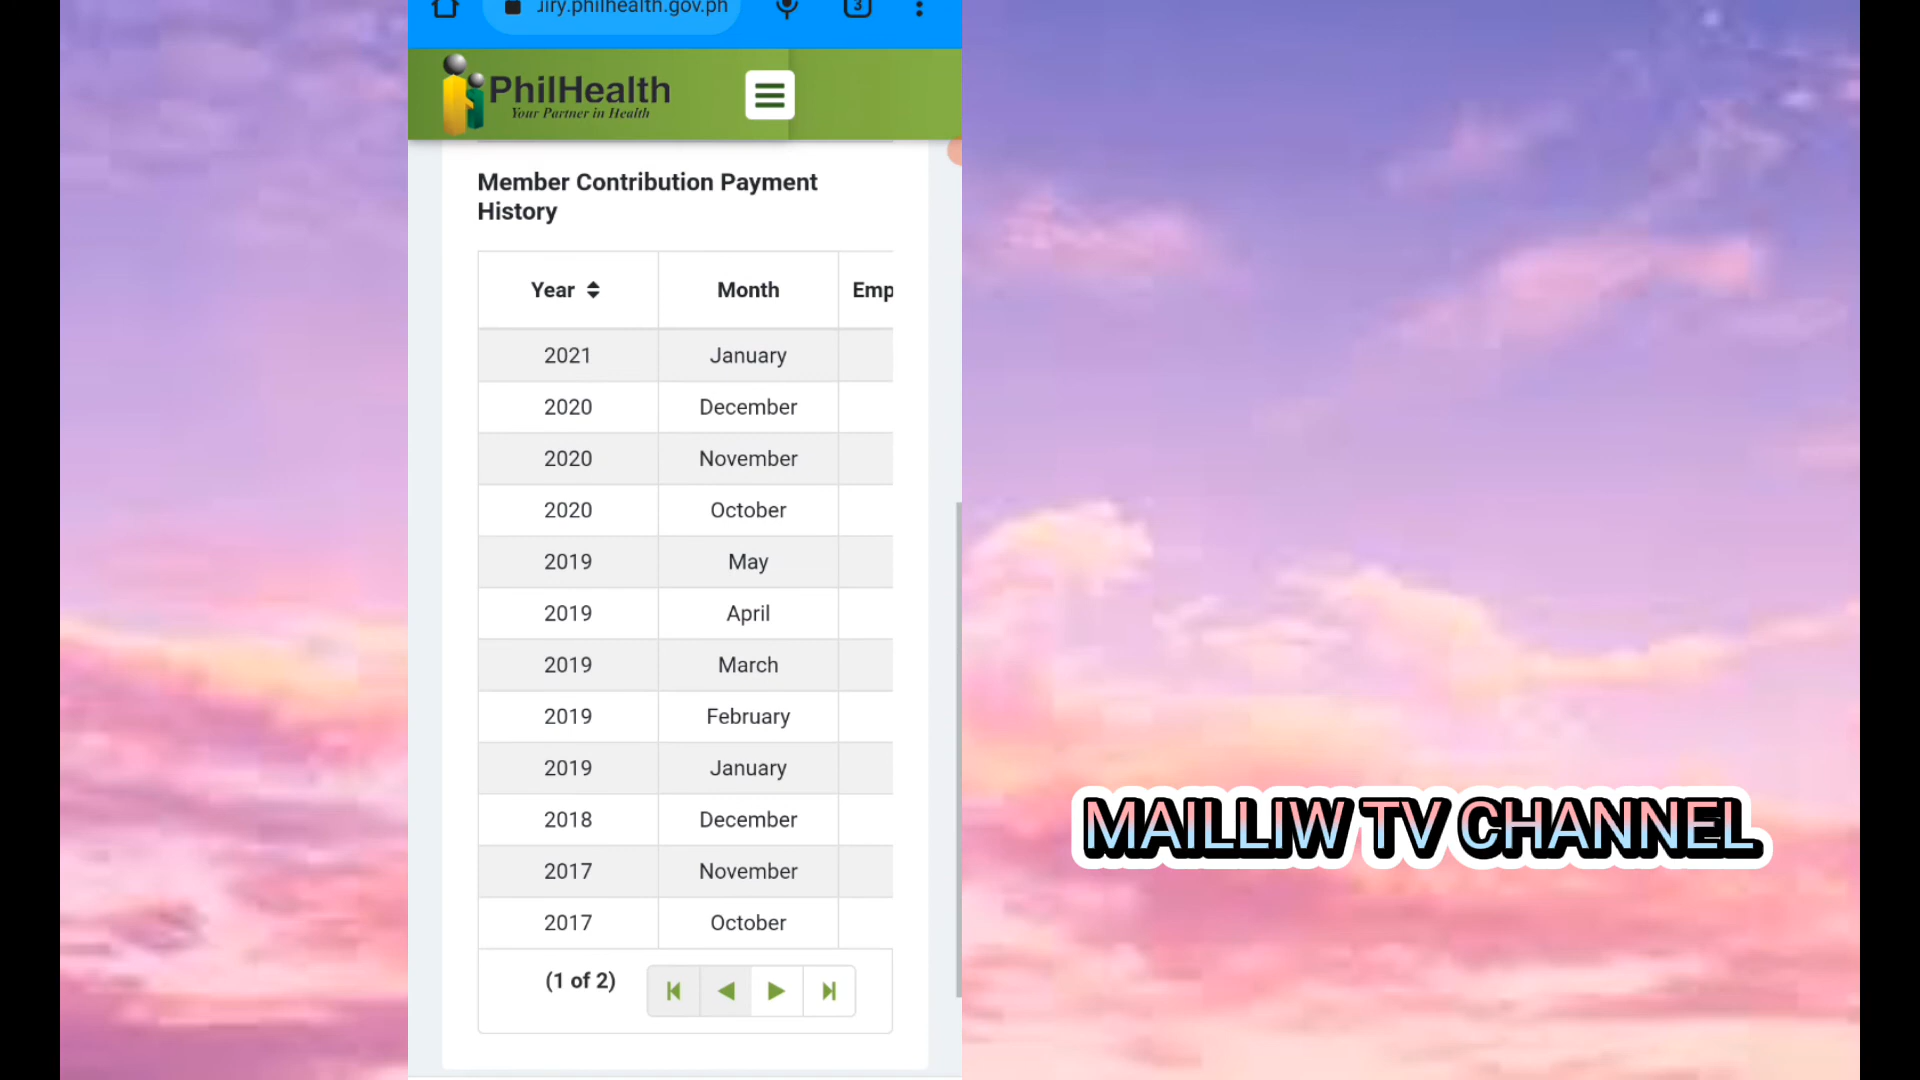 3
PhilHealth
Your Partner in Health
Member Contribution Payment
History
Year Month Emp
2021 January
2020 December
2020 November
2020 October
2019 May
2019 April
2019 March
2019 February
2019 January
2018 December
2017 November
2017 October
(1 of 2)
MAILLIW TV CHANNEL